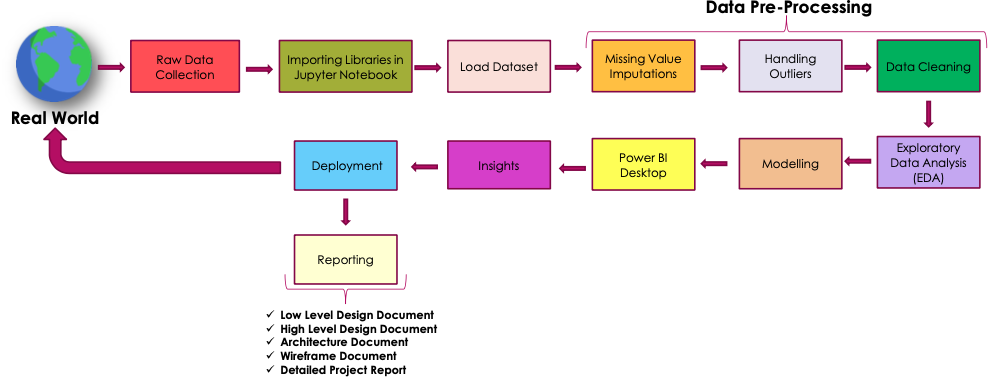 Data Pre-Processing
Raw Data
Collection
Importing Libraries in
Jupyter Notebook
Load Dataset
Missing Value
Imputations
Handling
Outliers
Data Cleaning
Real World
Deployment
Insights
Power BI
Desktop
Modelling
Exploratory
Data Analysis
(EDA)
Reporting
✓ Low Level Design Document
✓ High Level Design Document
✓ Architecture Document
✓ Wireframe Document
✓ Detailed Project Report